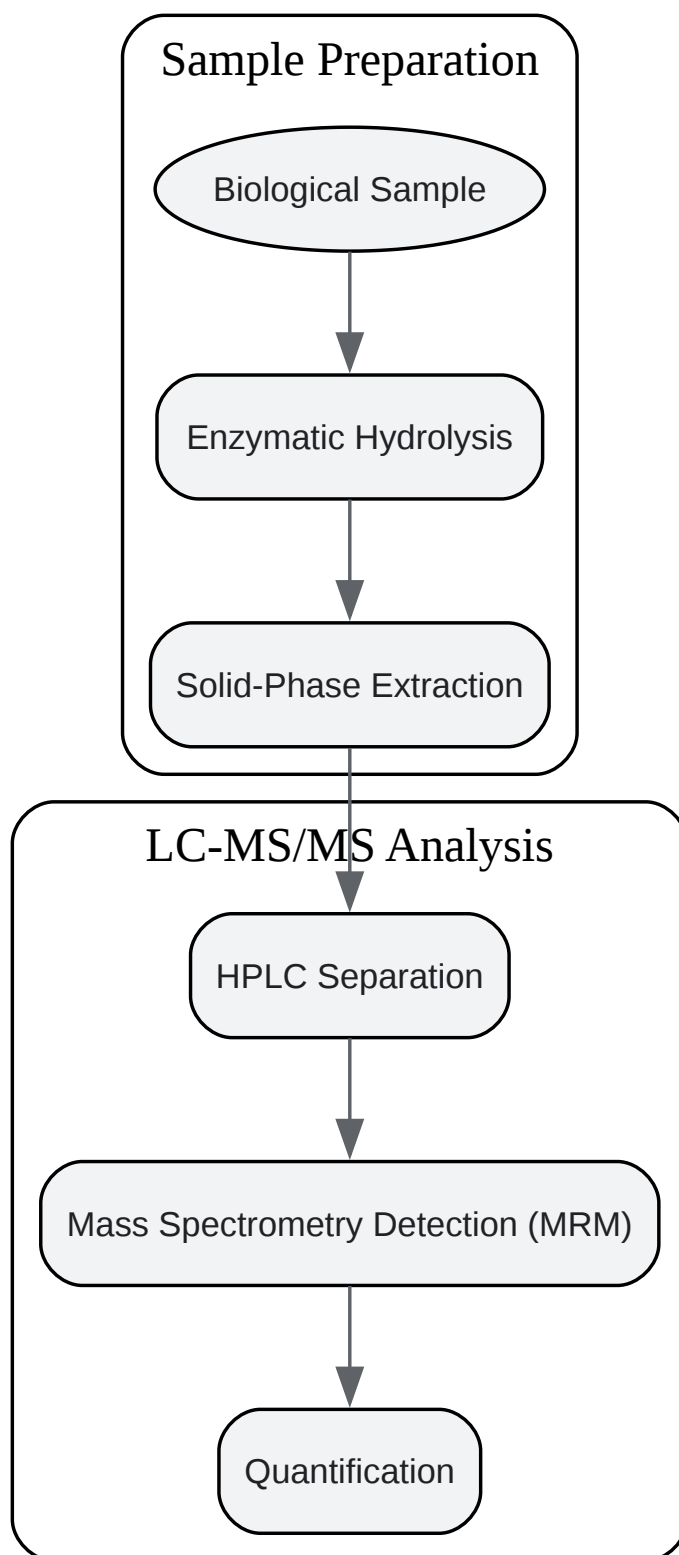 Sample Preparation
Biological Sample
Enzymatic Hydrolysis
Solid-Phase Extraction
LC-MS/MS Analysis
HPLC Separation
Mass Spectrometry Detection (MRM)
Quantification